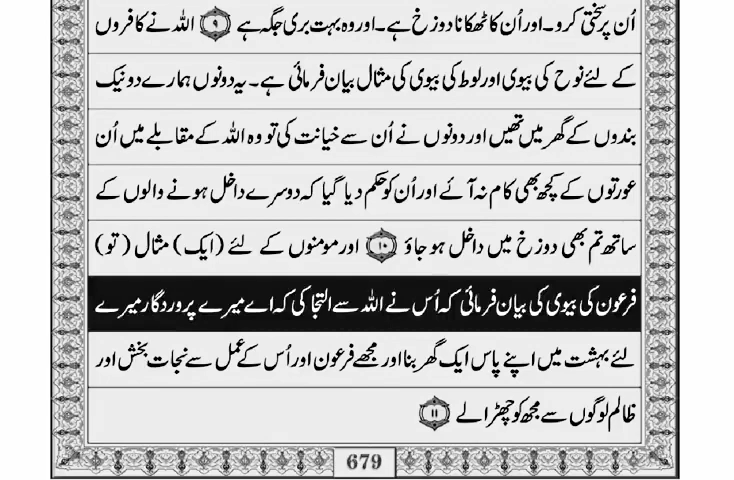 اُن پر سختی کرو۔ اور اُن کا ٹھکانا دوزخ ہے۔ اور وہ بہت بری جگہ ہے ۹ اللہ نے کافروں
کے لئے نوح کی بیوی اور لوط کی بیوی کی مثال بیان فرمائی ہے۔ یہ دونوں ہمارے دو نیک
بندوں کے گھر میں تھیں اور دونوں نے اُن سے خیانت کی تو وہ اللہ کے مقابلے میں اُن
عورتوں کے کچھ بھی کام نہ آئے اور اُن کو حکم دیا گیا کہ دوسرے داخل ہونے والوں کے
ساتھ تم بھی دوزخ میں داخل ہو جاؤ ۱۰ اور مومنوں کے لئے (ایک) مثال (تو)
فرعون کی بیوی کی بیان فرمائی کہ اُس نے اللہ سے التجا کی کہ اے میرے پروردگار میرے
لئے بہشت میں اپنے پاس ایک گھر بنا اور مجھے فرعون اور اُس کے عمل سے نجات بخش اور
ظالم لوگوں سے مجھ کو چھڑا لے ۱۱
679